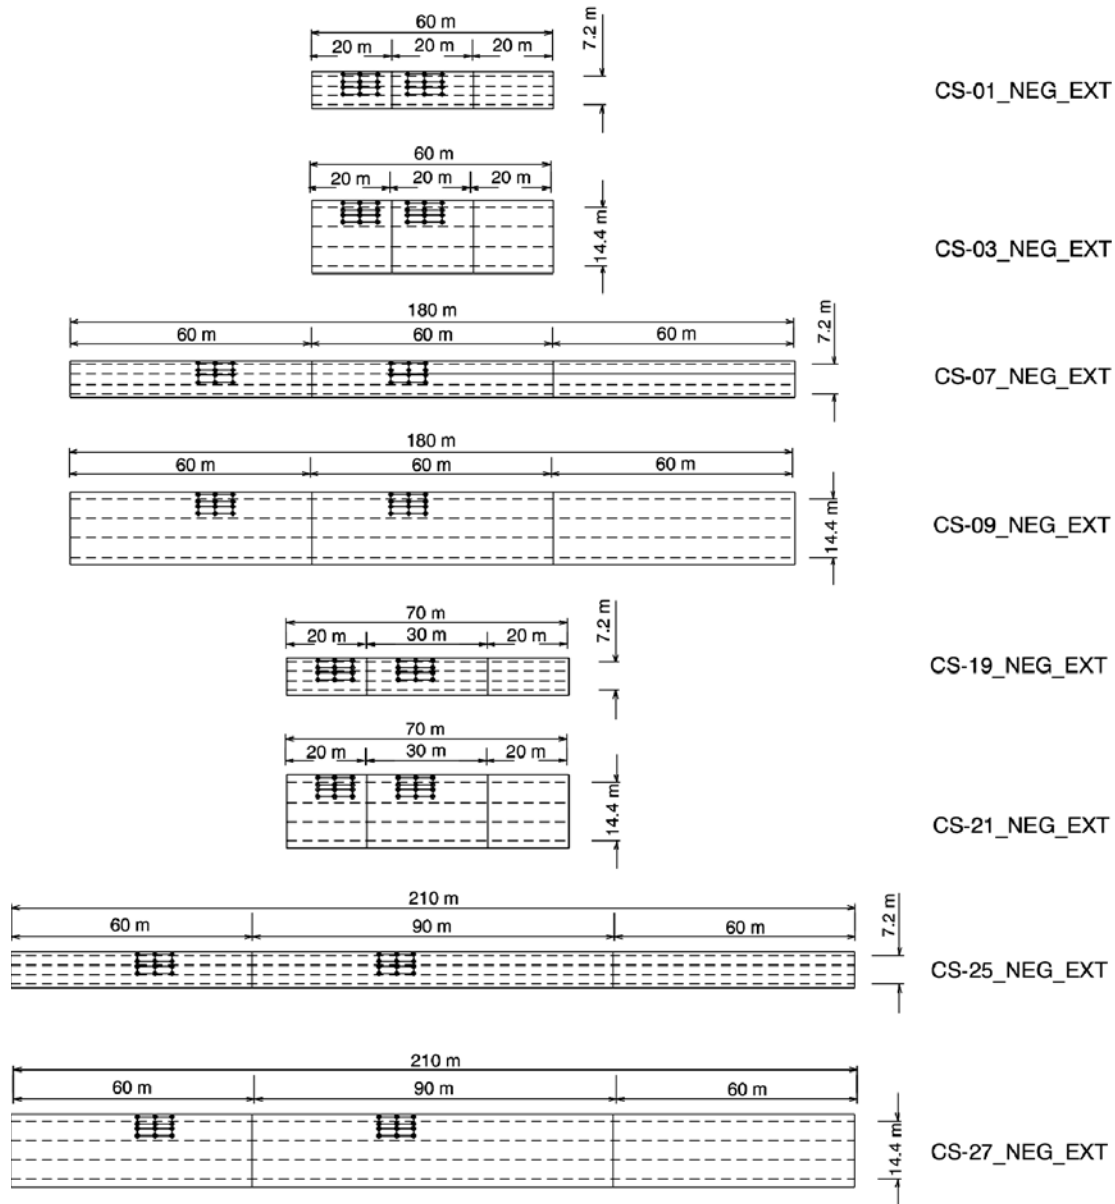 60 m
20 m 20 m 20 m
7.2 m
CS-01_NEG_EXT
60 m
20 m 20 m 20 m
14.4 m
CS-03_NEG_EXT
180 m
60 m 60 m 60 m
7.2 m
CS-07_NEG_EXT
180 m
60 m 60 m 60 m
14.4 m
CS-09_NEG_EXT
70 m
20 m 30 m 20 m
7.2 m
CS-19_NEG_EXT
70 m
20 m 30 m 20 m
14.4 m
CS-21_NEG_EXT
210 m
60 m 90 m 60 m
7.2 m
CS-25_NEG_EXT
210 m
60 m 90 m 60 m
14.4 m
CS-27_NEG_EXT